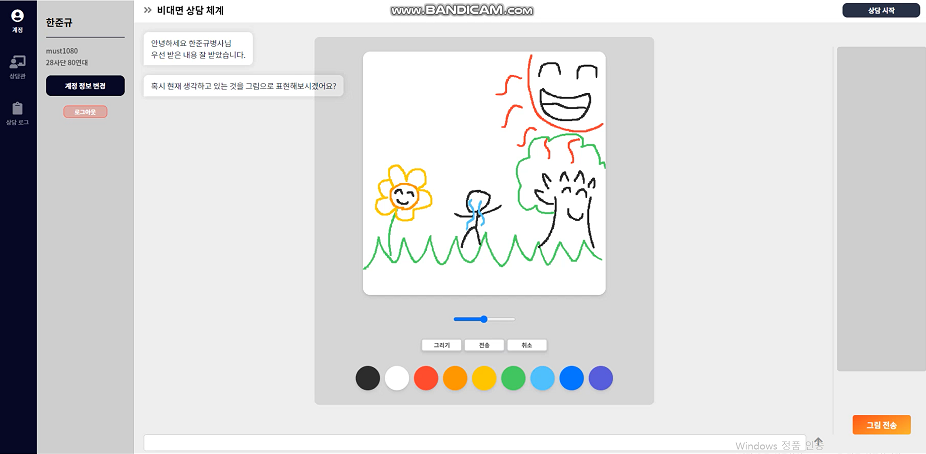 www.BANDICAM.com
계정
상담관
상담 로그
한준규
must1080
28사단 80연대
계정 정보 변경
로그아웃
비대면 상담 체계
상담 시작
안녕하세요 한준규병사님
우선 받은 내용 잘 받았습니다.
혹시 현재 생각하고 있는 것을 그림으로 표현해보시겠어요?
그리기
전송
취소
그림 전송
Windows 정품 인증